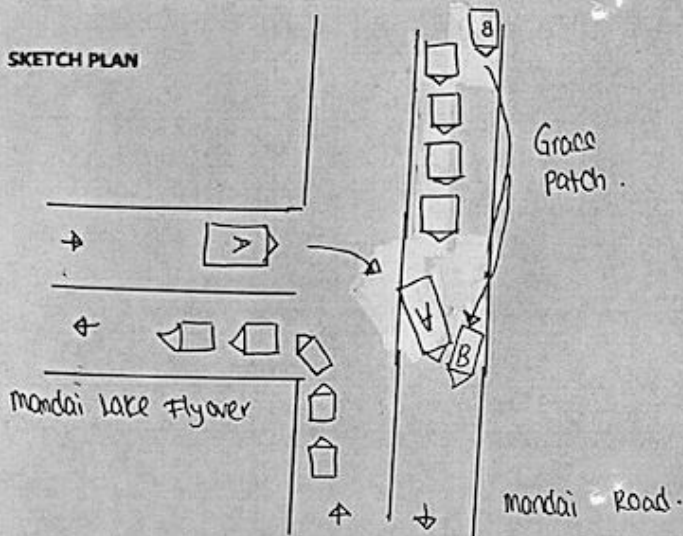 SKETCH PLAN
B
Grass
patch.
A
A
B
mandai Lake Flyover
mandai Road.